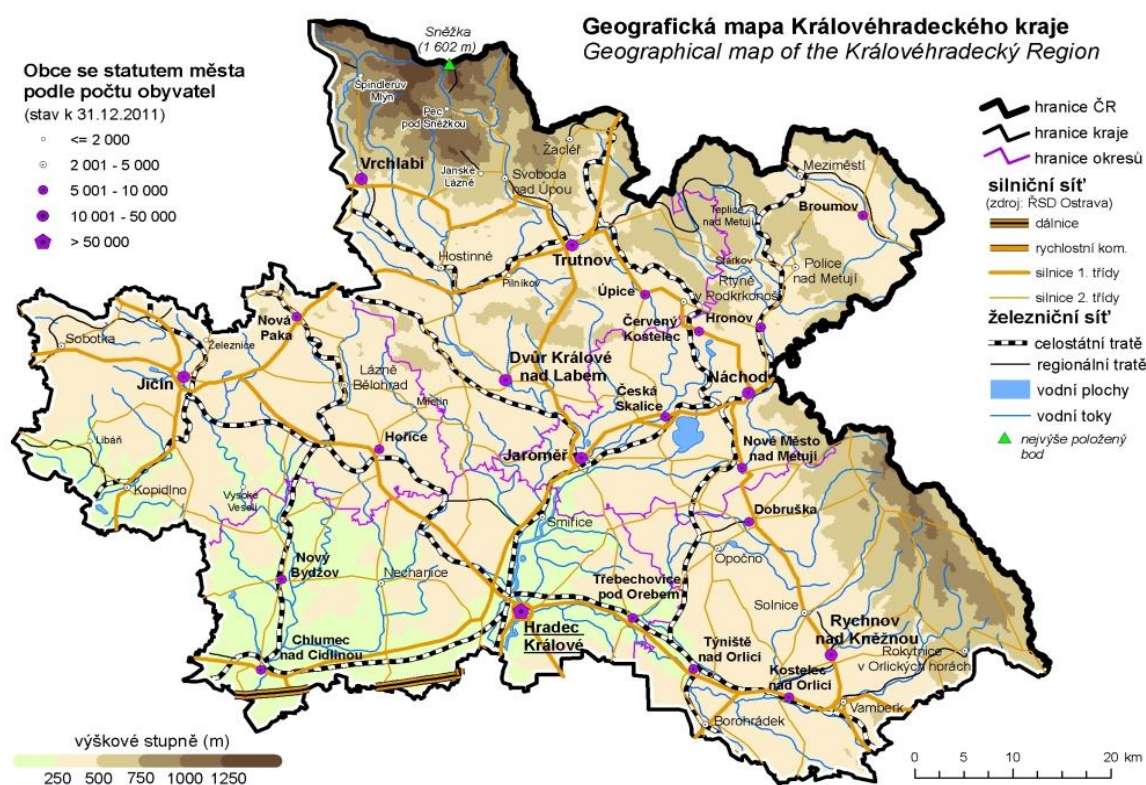 Geografická mapa Královéhradeckého kraje
Geographical map of the Královéhradecký Region
Obce se statutem města
podle počtu obyvatel
(stav k 31.12.2011)
<= 2 000
2 001 - 5 000
5 001 - 10 000
10 001 - 50 000
> 50 000
hranice ČR
hranice kraje
hranice okresů
silniční síť
(zdroj: ŘSD Ostrava)
dálnice
rychlostní kom.
silnice 1. třídy
silnice 2. třídy
železniční síť
celostátní tratě
regionální tratě
vodní plochy
vodní toky
nejvýše položený
bod
Sněžka
(1 602 m)
Špindlerův
Mlýn
Pec
pod Sněžkou
Žacléř
Vrchlabí
Janské
Lázně
Svoboda
nad Úpou
Meziměstí
Teplice
nad Metují
Broumov
Hostinné
Trutnov
Pilníkov
Stárkov
Police
nad Metují
Úpice
Rtyně
v Podkrkonoší
Nová
Paka
Červený
Kostelec
Hronov
Sobotka
Železnice
Jičín
Lázně
Bělohrad
Dvůr Králové
nad Labem
Náchod
Česká
Skalice
Miletín
Libáň
Hořice
Jaroměř
Nové Město
nad Metují
Kopidlno
Vysoké
Veselí
Smiřice
Dobruška
Opočno
Nový
Bydžov
Nechanice
Třebechovice
pod Orebem
Solnice
Hradec
Králové
Rychnov
nad Kněžnou
Chlumec
nad Cidlinou
Týniště
nad Orlicí
Rokytnice
v Orlických horách
Kostelec
nad Orlicí
Vamberk
Borohrádek
výškové stupně (m)
250 500 750 1000 1250
0 5 10 20 km